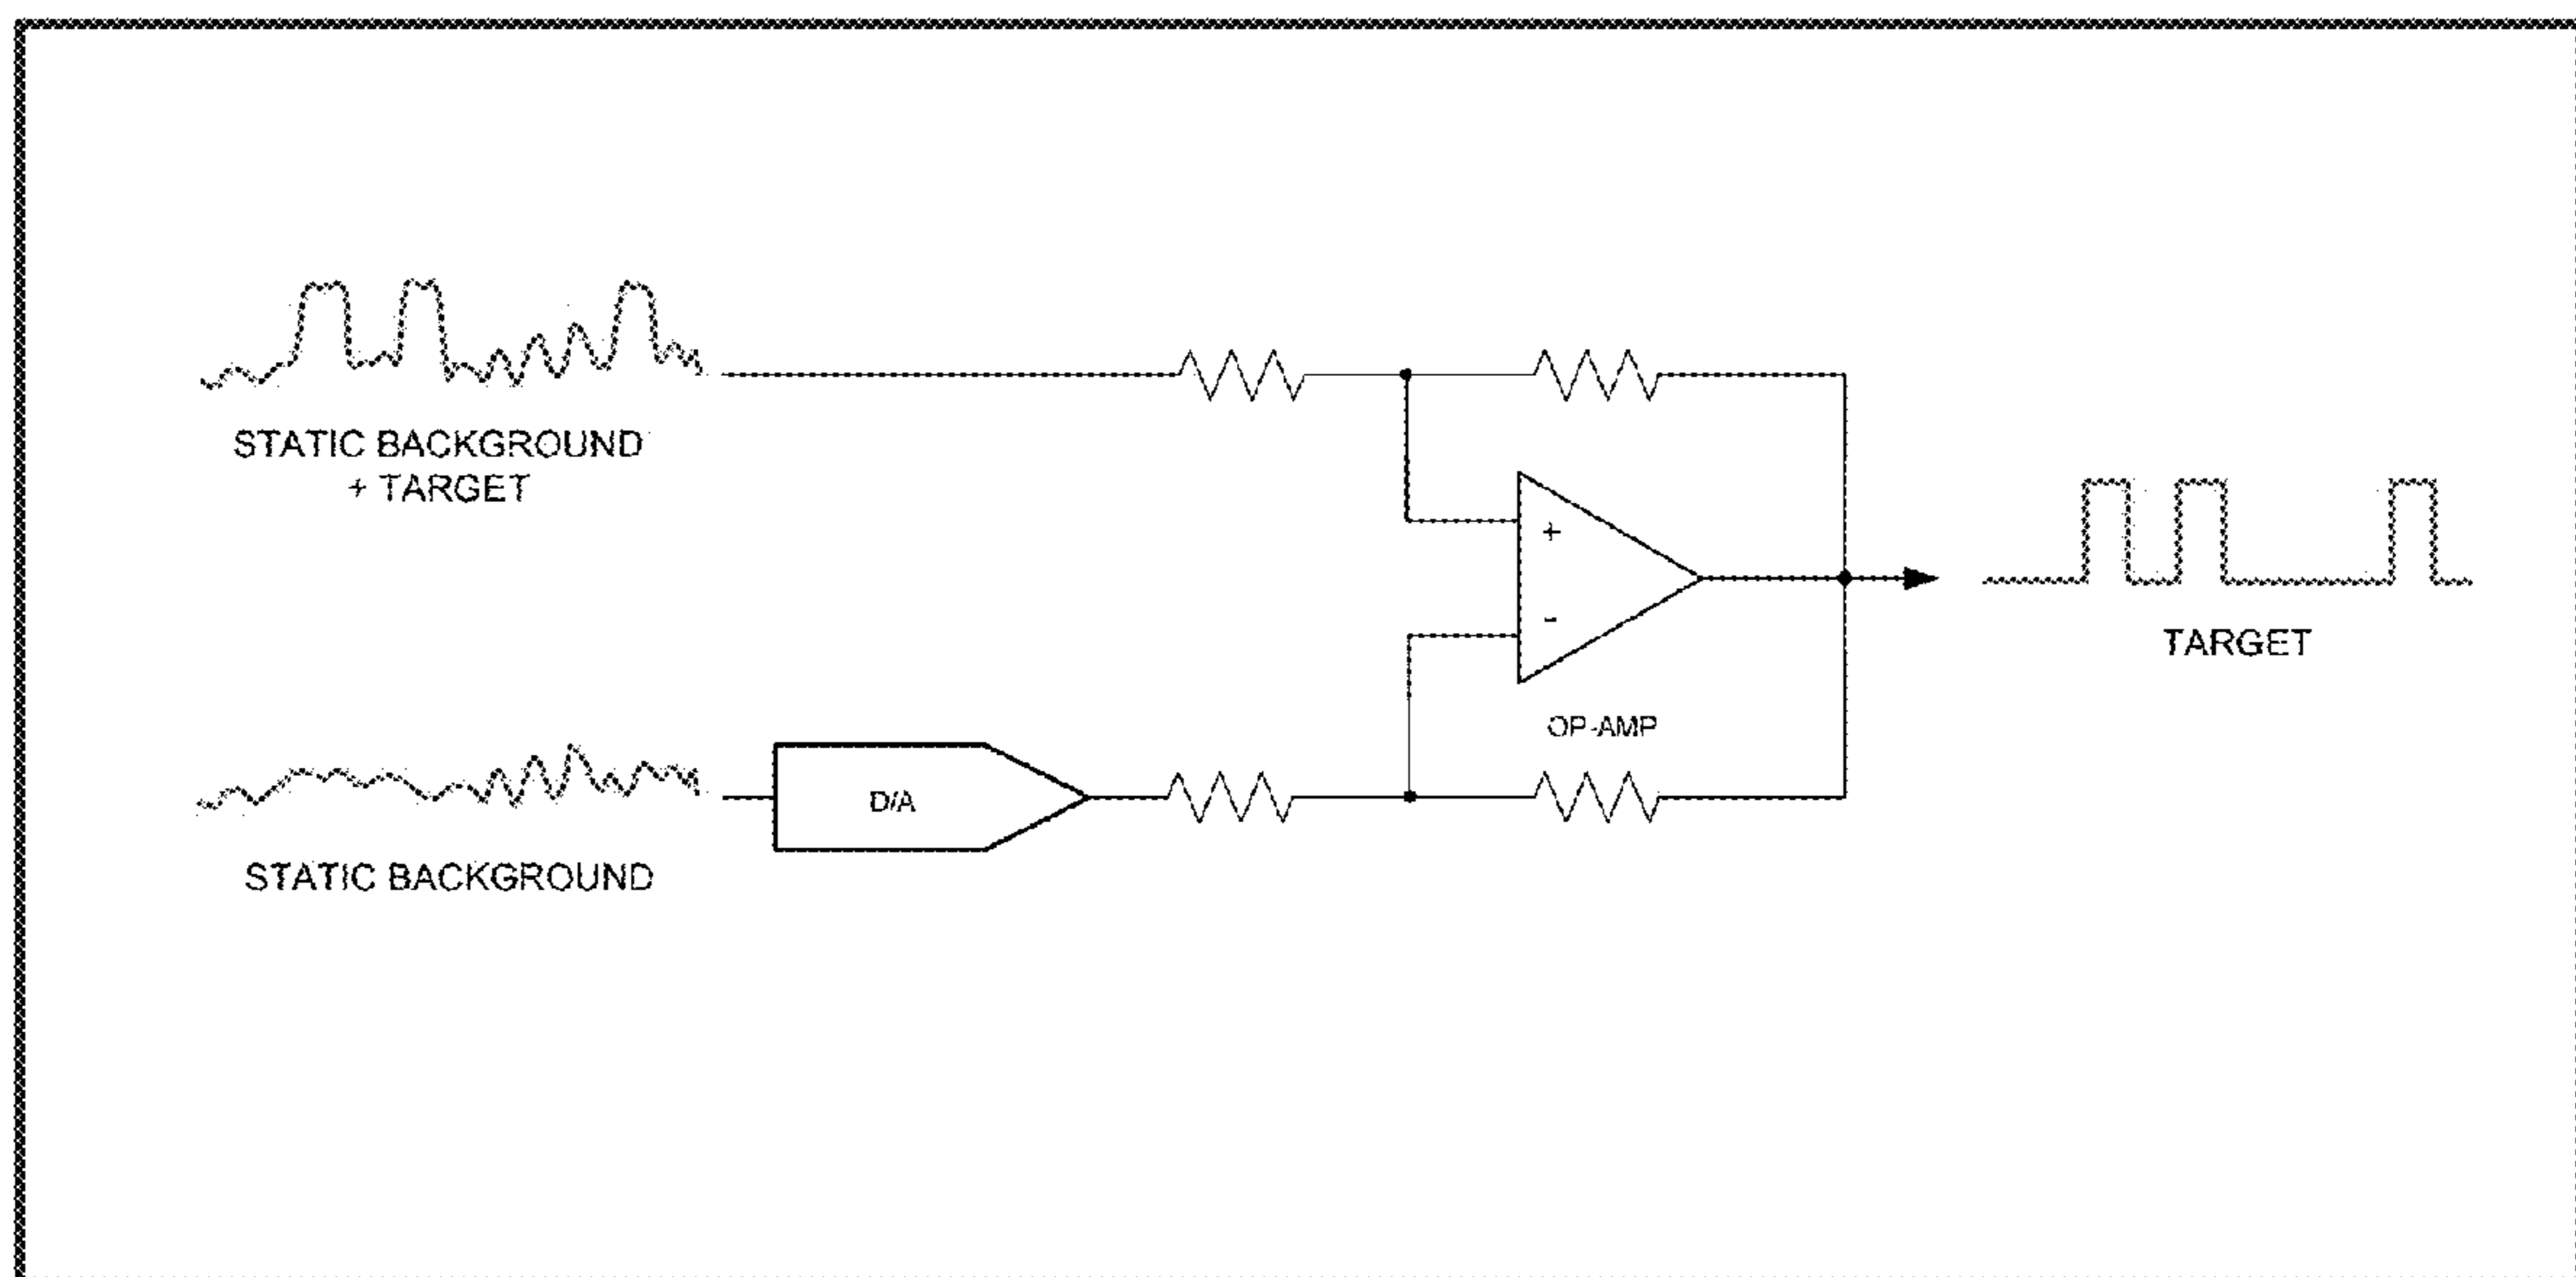 STATIC BACKGROUND
+ TARGET
+
-
OP-AMP
TARGET
D/A
STATIC BACKGROUND